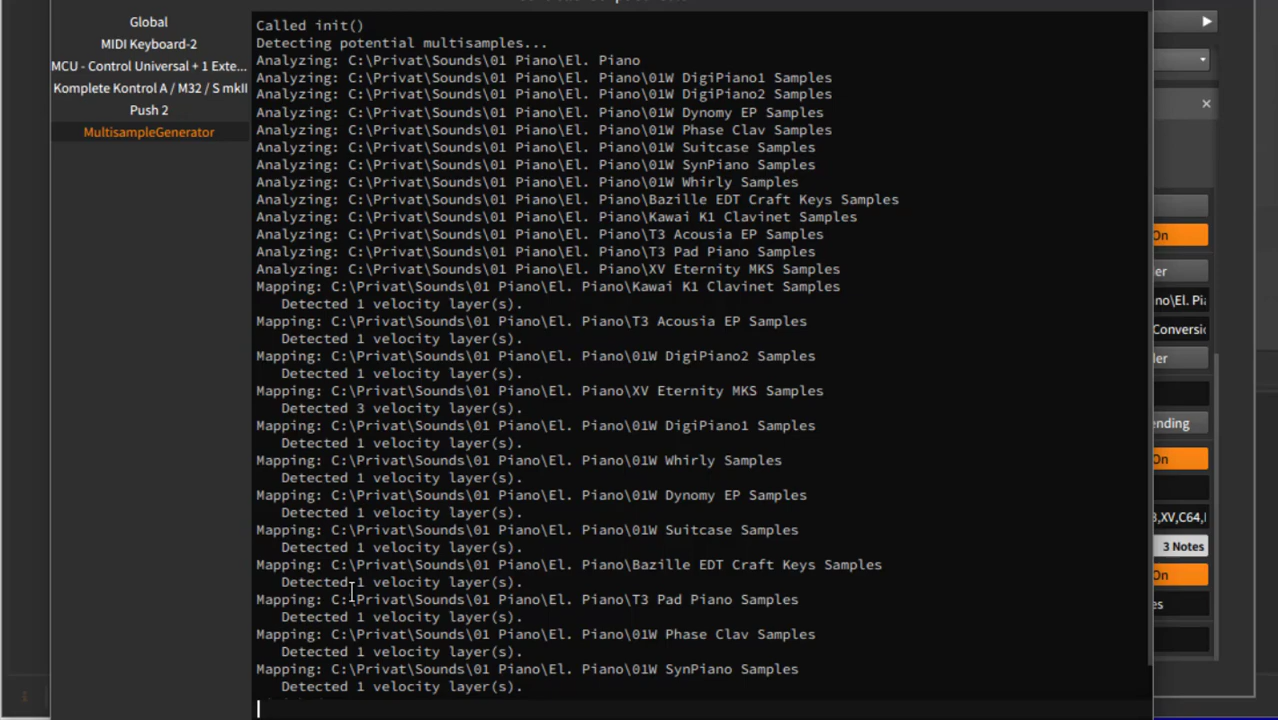 Global
MIDI Keyboard-2
MCU - Control Universal + 1 Exte...
Komplete Kontrol A / M32 / S mkII
Push 2
MultisampleGenerator
Called init()
Detecting potential multisamples...
Analyzing: C:\Privat\Sounds\01 Piano\El. Piano
Analyzing: C:\Privat\Sounds\01 Piano\El. Piano\01W DigiPiano1 Samples
Analyzing: C:\Privat\Sounds\01 Piano\El. Piano\01W DigiPiano2 Samples
Analyzing: C:\Privat\Sounds\01 Piano\El. Piano\01W Dynomy EP Samples
Analyzing: C:\Privat\Sounds\01 Piano\El. Piano\01W Phase Clav Samples
Analyzing: C:\Privat\Sounds\01 Piano\El. Piano\01W Suitcase Samples
Analyzing: C:\Privat\Sounds\01 Piano\El. Piano\01W SynPiano Samples
Analyzing: C:\Privat\Sounds\01 Piano\El. Piano\01W Whirly Samples
Analyzing: C:\Privat\Sounds\01 Piano\El. Piano\Bazille EDT Craft Keys Samples
Analyzing: C:\Privat\Sounds\01 Piano\El. Piano\Kawai K1 Clavinet Samples
Analyzing: C:\Privat\Sounds\01 Piano\El. Piano\T3 Acousia EP Samples
Analyzing: C:\Privat\Sounds\01 Piano\El. Piano\T3 Pad Piano Samples
Analyzing: C:\Privat\Sounds\01 Piano\El. Piano\XV Eternity MKS Samples
Mapping: C:\Privat\Sounds\01 Piano\El. Piano\Kawai K1 Clavinet Samples
Detected 1 velocity layer(s).
Mapping: C:\Privat\Sounds\01 Piano\El. Piano\T3 Acousia EP Samples
Detected 1 velocity layer(s).
Mapping: C:\Privat\Sounds\01 Piano\El. Piano\01W DigiPiano2 Samples
Detected 1 velocity layer(s).
Mapping: C:\Privat\Sounds\01 Piano\El. Piano\XV Eternity MKS Samples
Detected 3 velocity layer(s).
Mapping: C:\Privat\Sounds\01 Piano\El. Piano\01W DigiPiano1 Samples
Detected 1 velocity layer(s).
Mapping: C:\Privat\Sounds\01 Piano\El. Piano\01W Whirly Samples
Detected 1 velocity layer(s).
Mapping: C:\Privat\Sounds\01 Piano\El. Piano\01W Dynomy EP Samples
Detected 1 velocity layer(s).
Mapping: C:\Privat\Sounds\01 Piano\El. Piano\01W Suitcase Samples
Detected 1 velocity layer(s).
Mapping: C:\Privat\Sounds\01 Piano\El. Piano\Bazille EDT Craft Keys Samples
Detected 1 velocity layer(s).
Mapping: C:\Privat\Sounds\01 Piano\El. Piano\T3 Pad Piano Samples
Detected 1 velocity layer(s).
Mapping: C:\Privat\Sounds\01 Piano\El. Piano\01W Phase Clav Samples
Detected 1 velocity layer(s).
Mapping: C:\Privat\Sounds\01 Piano\El. Piano\01W SynPiano Samples
Detected 1 velocity layer(s).
On
der
no\El. Pi
Conversi
der
ending
On
3,XV,C64,
3 Notes
On
es